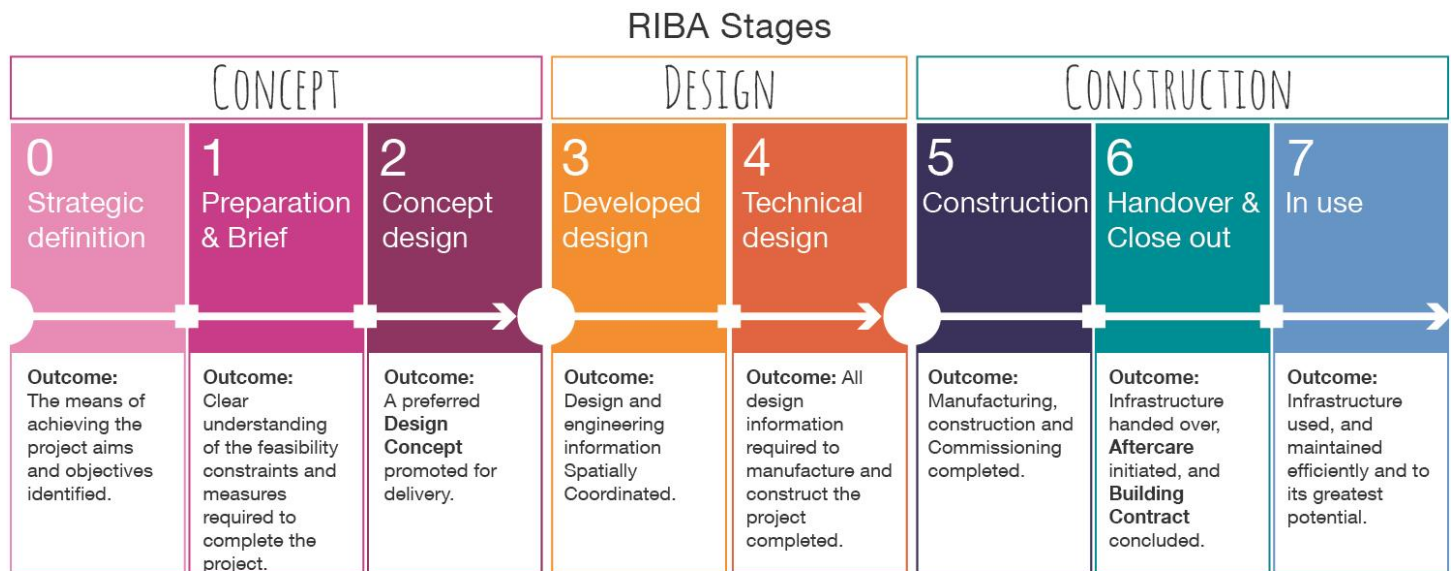 RIBA Stages
CONCEPT
DESIGN
CONSTRUCTION
0
Strategic
definition
1
Preparation
& Brief
2
Concept
design
3
Developed
design
4
Technical
design
5
Construction
6
Handover &
Close out
7
In use
Outcome:
The means of
achieving the
project aims
and objectives
identified.
Outcome:
Clear
understanding
of the feasibility
constraints and
measures
required to
complete the
project.
Outcome:
A preferred
Design
Concept
promoted for
delivery.
Outcome:
Design and
engineering
information
Spatially
Coordinated.
Outcome: All
design
information
required to
manufacture and
construct the
project
completed.
Outcome:
Manufacturing,
construction and
Commissioning
completed.
Outcome:
Infrastructure
handed over,
Aftercare
initiated, and
Building
Contract
concluded.
Outcome:
Infrastructure
used, and
maintained
efficiently and to
its greatest
potential.